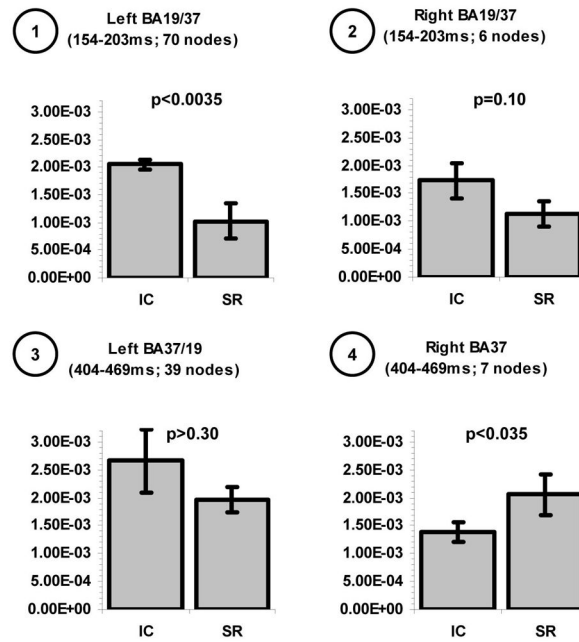 1
Left BA19/37
(154-203ms; 70 nodes)
p<0.0035
3.00E-03
2.50E-03
2.00E-03
1.50E-03
1.00E-03
5.00E-04
0.00E+00
IC SR
2
Right BA19/37
(154-203ms; 6 nodes)
p=0.10
3.00E-03
2.50E-03
2.00E-03
1.50E-03
1.00E-03
5.00E-04
0.00E+00
IC SR
3
Left BA37/19
(404-469ms; 39 nodes)
p>0.30
3.00E-03
2.50E-03
2.00E-03
1.50E-03
1.00E-03
5.00E-04
0.00E+00
IC SR
4
Right BA37
(404-469ms; 7 nodes)
p<0.035
3.00E-03
2.50E-03
2.00E-03
1.50E-03
1.00E-03
5.00E-04
0.00E+00
IC SR